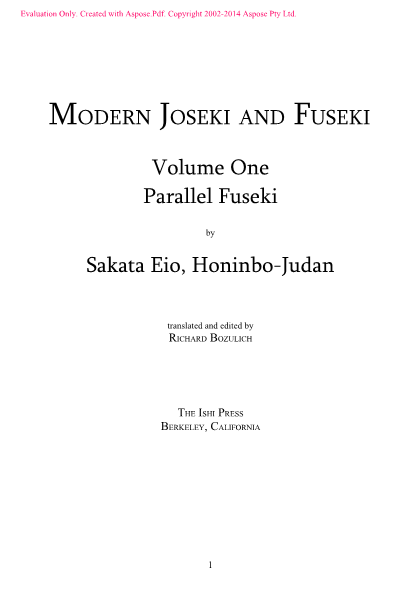 Evaluation Only. Created with Aspose.Pdf. Copyright 2002-2014 Aspose Pty Ltd.
Modern Joseki and Fuseki
Volume One
Parallel Fuseki
by
Sakata Eio, Honinbo-Judan
translated and edited by
Richard Bozulich
The Ishi Press
Berkeley, California
1